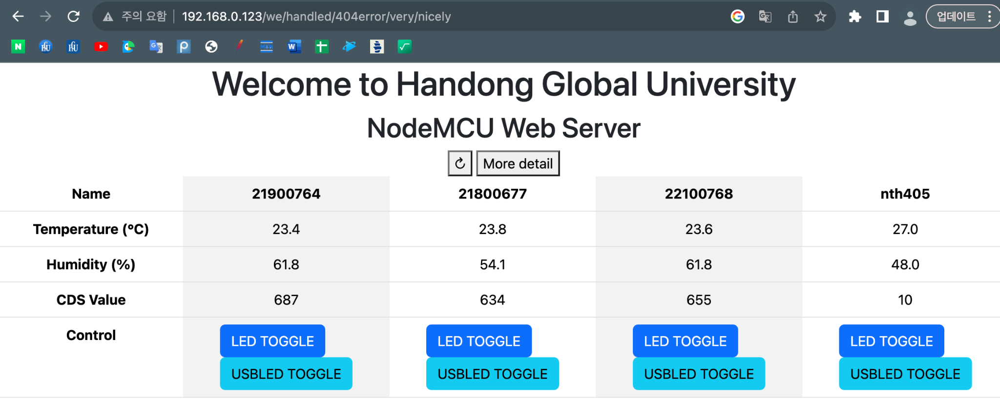 주의 요함 192.168.0.123/we/handled/404error/very/nicely 업데이트
Welcome to Handong Global University
NodeMCU Web Server
↻ More detail
Name 21900764 21800677 22100768 nth405
Temperature (°C) 23.4 23.8 23.6 27.0
Humidity (%) 61.8 54.1 61.8 48.0
CDS Value 687 634 655 10
Control LED TOGGLE LED TOGGLE LED TOGGLE LED TOGGLE
USBLED TOGGLE USBLED TOGGLE USBLED TOGGLE USBLED TOGGLE